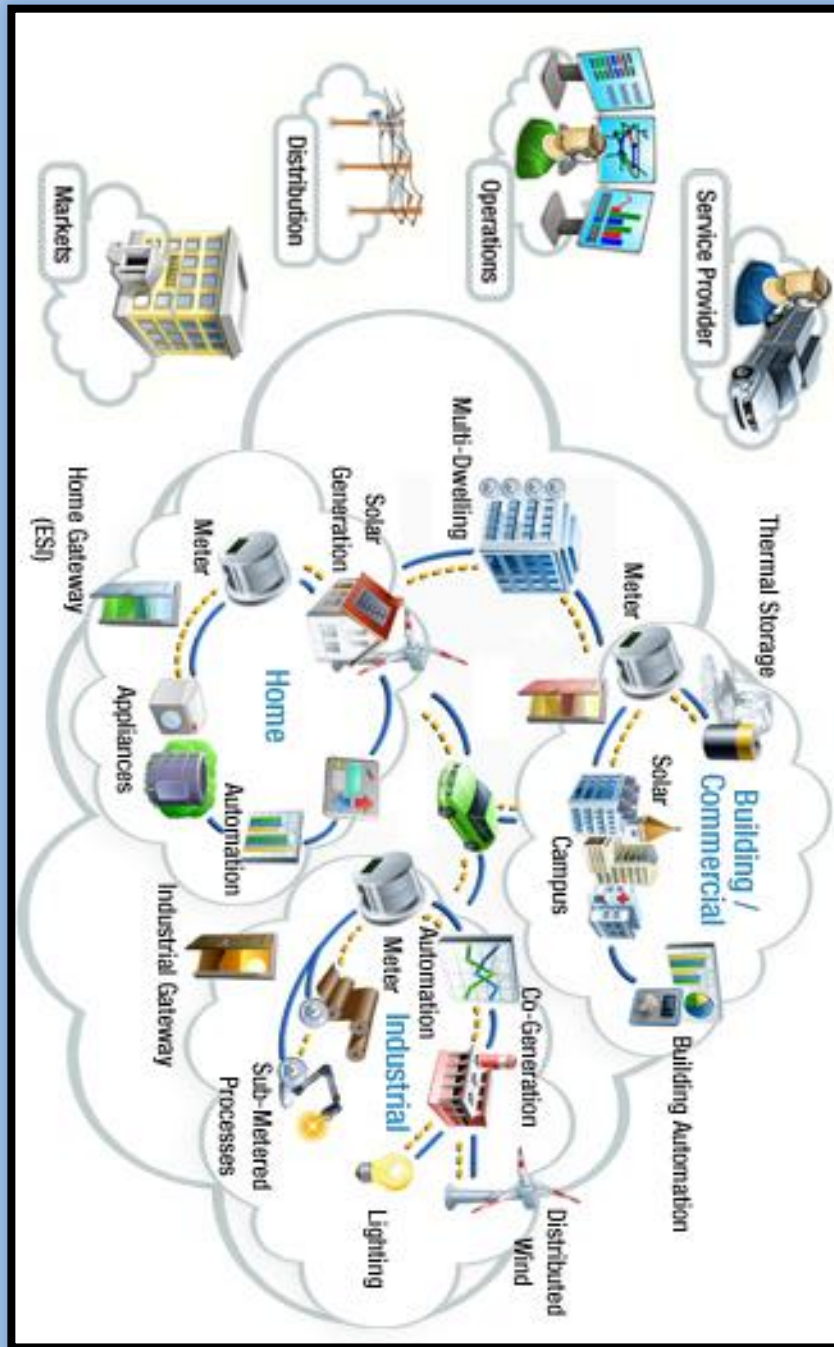 Service Provider
Operations
Distribution
Markets
Thermal Storage
Meter
Multi-Dwelling
Building /
Commercial
Solar
Campus
Building Automation
Solar
Generation
Meter
Home Gateway
(ESI)
Home
Appliances
Automation
Co-Generation
Automation
Meter
Industrial
Industrial Gateway
Sub-Metered
Processes
Lighting
Distributed
Wind